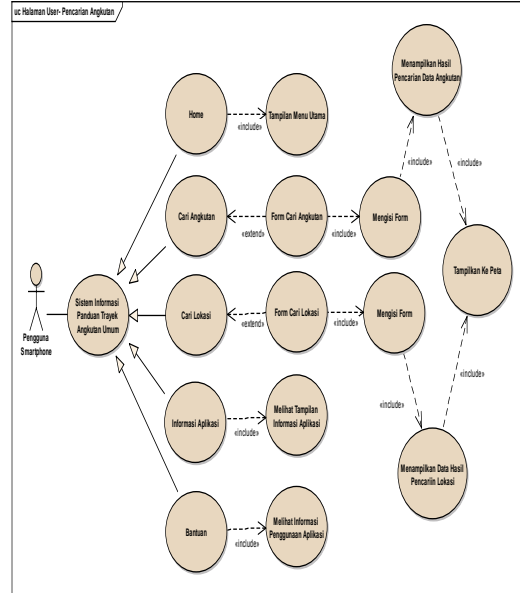 uc Halaman User- Pencarian Angkutan
Menampilkan Hasil
Pencarian Data Angkutan
Home
«include»
Tampilan Menu Utama
«include»
«include»
Cari Angkutan
«extend»
Form Cari Angkutan
«include»
Mengisi Form
Tampilkan Ke Peta
Pengguna
Smartphone
Sistem Informasi
Panduan Trayek
Angkutan Umum
Cari Lokasi
«extend»
Form Cari Lokasi
«include»
Mengisi Form
«include»
«include»
Informasi Aplikasi
«include»
Melihat Tampilan
Informasi Aplikasi
Menampilkan Data Hasil
Pencariin Lokasi
Bantuan
«include»
Melihat Informasi
Penggunaan Aplikasi